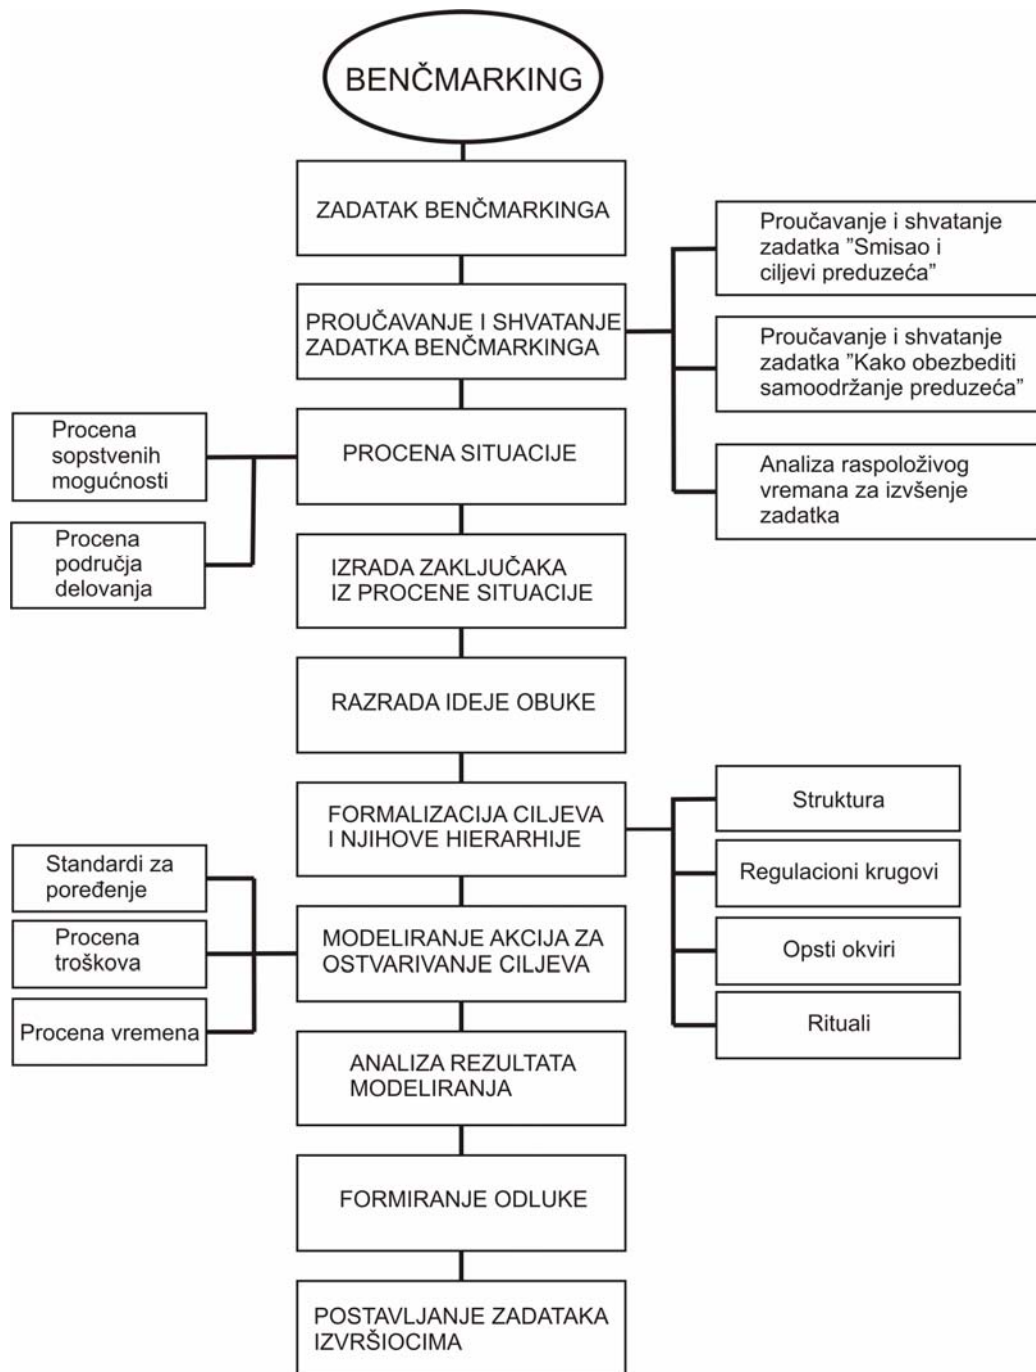 BENČMARKING
ZADATAK BENČMARKINGA
PROUČAVANJE I SHVATANJE
ZADATKA BENČMARKINGA
Proučavanje i shvatanje
zadatka ”Smisao i
ciljevi preduzeća”
Proučavanje i shvatanje
zadatka ”Kako obezbediti
samoodržanje preduzeća”
Analiza raspoloživog
vremana za izvšenje
zadatka
PROCENA SITUACIJE
Procena
sopstvenih
mogućnosti
Procena
područja
delovanja
IZRADA ZAKLJUČAKA
IZ PROCENE SITUACIJE
RAZRADA IDEJE OBUKE
FORMALIZACIJA CILJEVA
I NJIHOVE HIERARHIJE
Struktura
Regulacioni krugovi
Opsti okviri
Rituali
MODELIRANJE AKCIJA ZA
OSTVARIVANJE CILJEVA
Standardi za
poređenje
Procena
troškova
Procena vremena
ANALIZA REZULTATA
MODELIRANJA
FORMIRANJE ODLUKE
POSTAVLJANJE ZADATAKA
IZVRŠIOCIMA